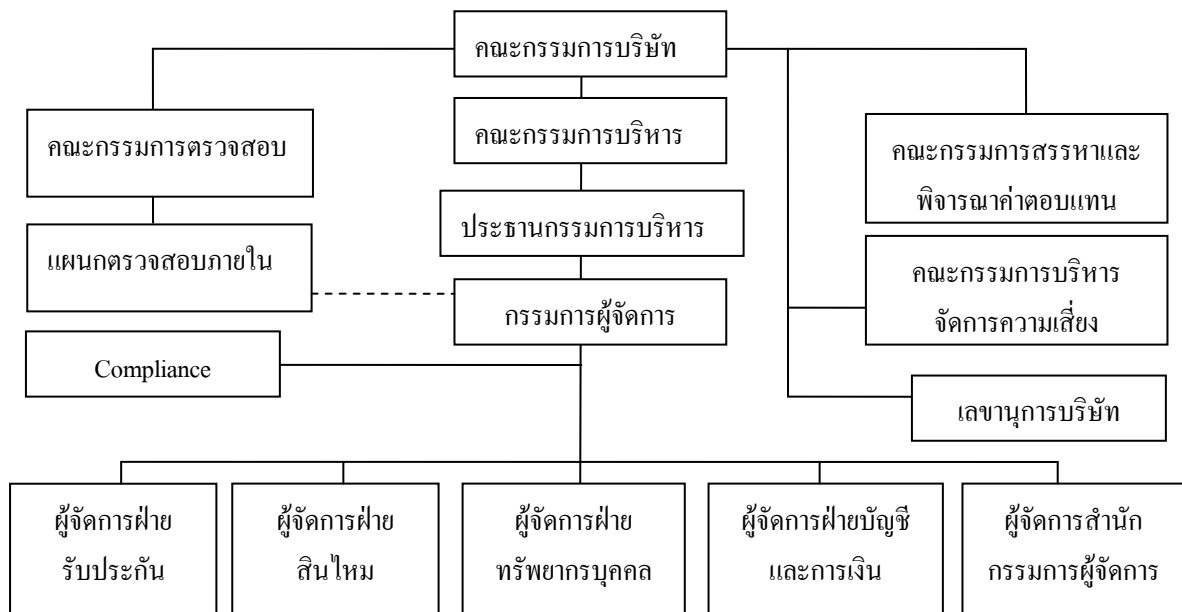 คณะกรรมการบริษัท
คณะกรรมการตรวจสอบ
คณะกรรมการบริหาร
คณะกรรมการสรรหาและ
พิจารณาค่าตอบแทน
ประธานกรรมการบริหาร
แผนกตรวจสอบภายใน
คณะกรรมการบริหาร
จัดการความเสี่ยง
กรรมการผู้จัดการ
Compliance
เลขานุการบริษัท
ผู้จัดการฝ่าย
รับประกัน
ผู้จัดการฝ่าย
สินไหม
ผู้จัดการฝ่าย
ทรัพยากรบุคคล
ผู้จัดการฝ่ายบัญชี
และการเงิน
ผู้จัดการสำนัก
กรรมการผู้จัดการ